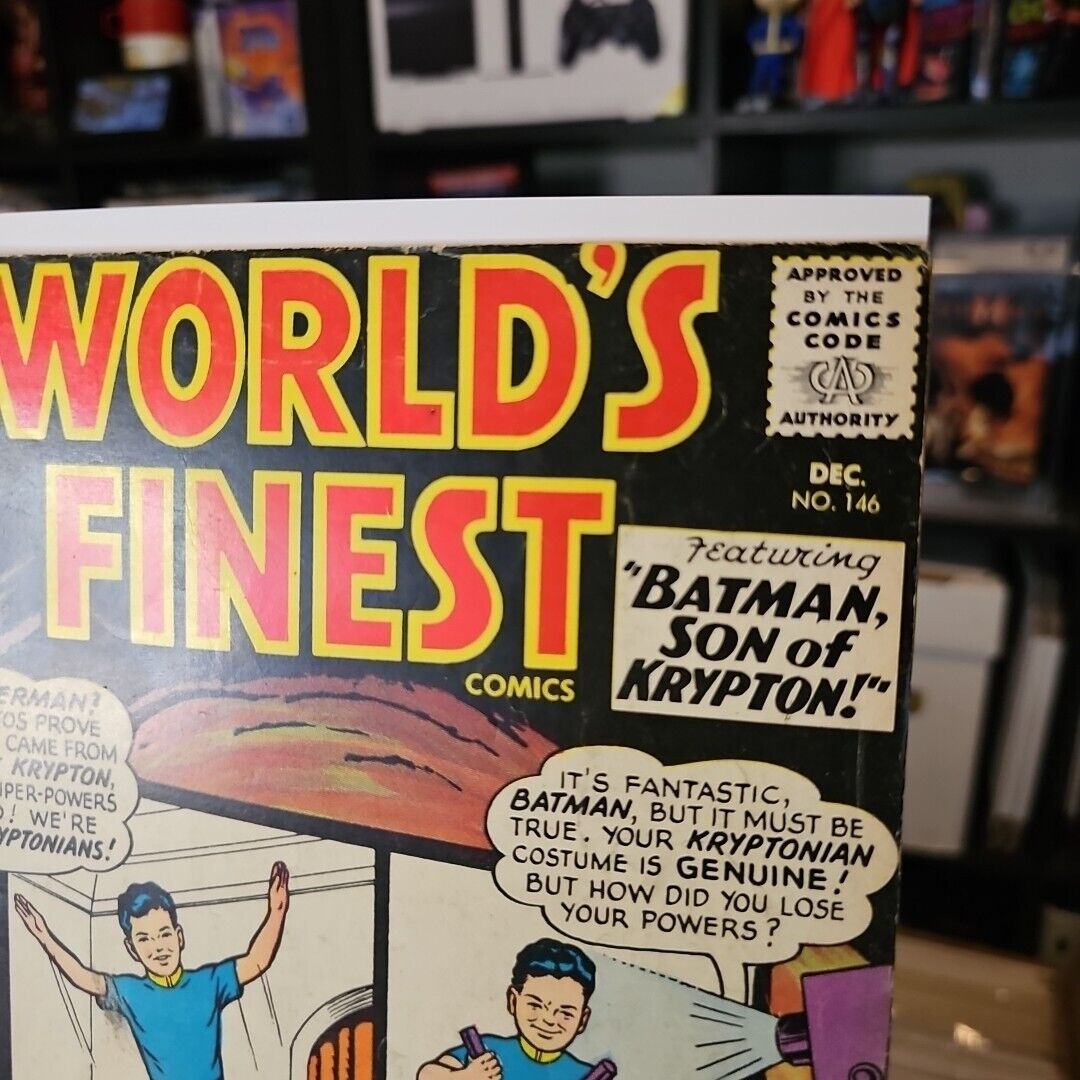 WORLD'S
FINEST
COMICS
APPROVED
BY THE
COMICS
CODE
AUTHORITY
DEC.
NO. 146
Featuring
"BATMAN,
SON of
KRYPTON!"
PROVE
CAME FROM
KRYPTON,
WE'RE
IT'S FANTASTIC,
BATMAN, BUT IT MUST BE
TRUE. YOUR KRYPTONIAN
COSTUME IS GENUINE!
BUT HOW DID YOU LOSE
YOUR POWERS?